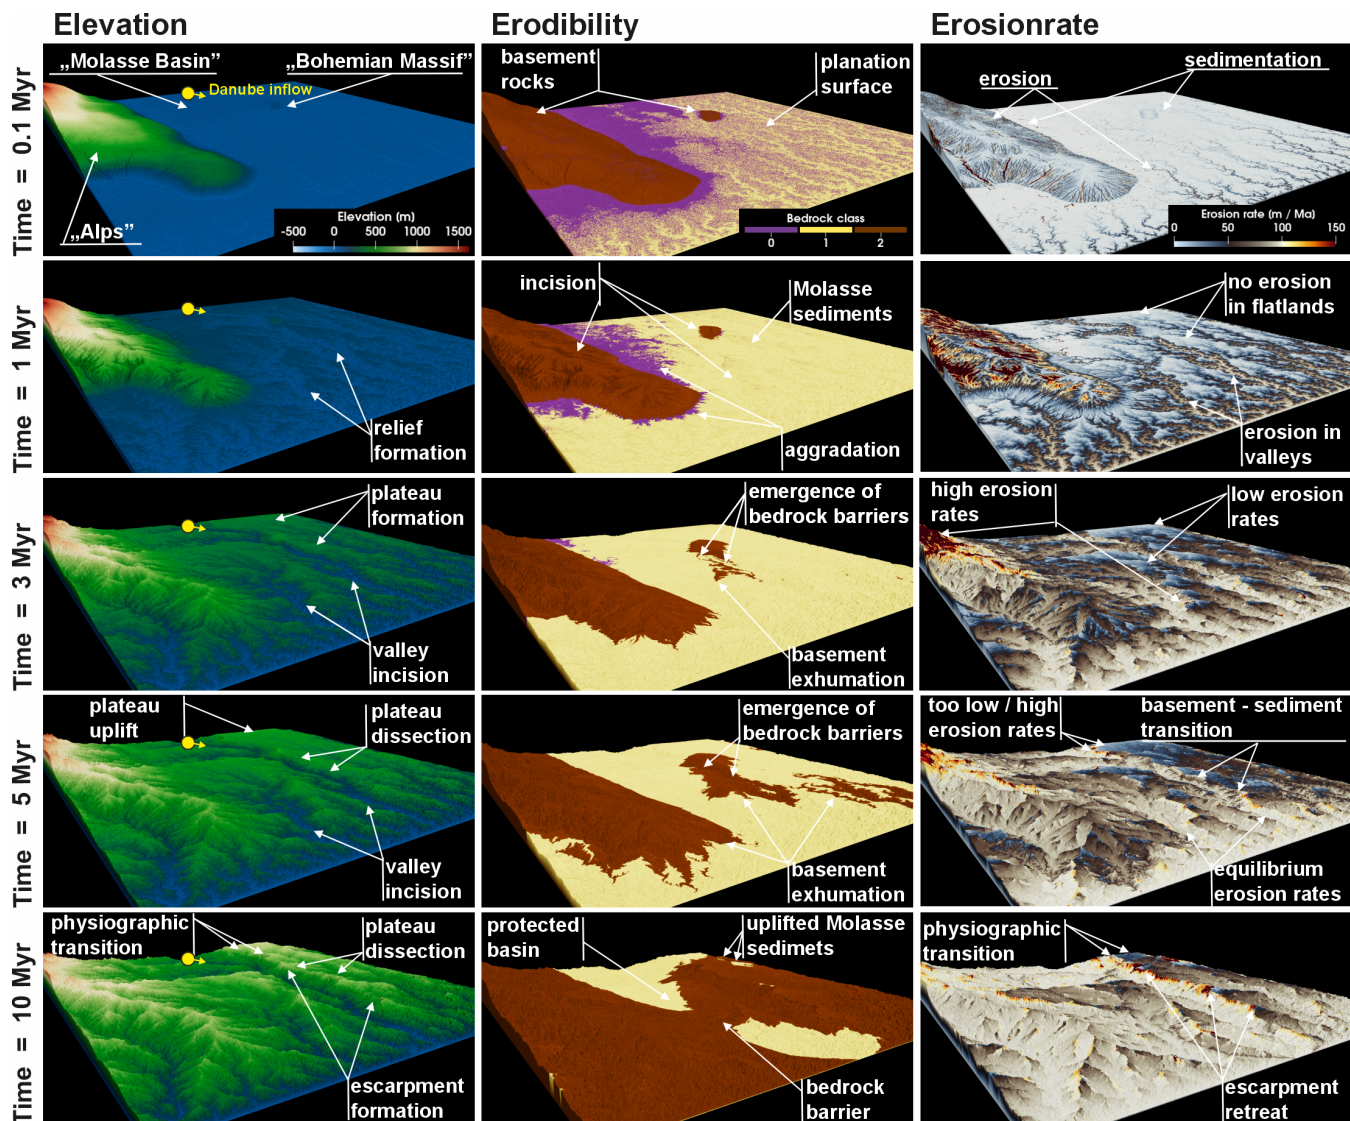 Elevation
Erodibility
Erosionrate
Time = 0.1 Myr
„Molasse Basin”
„Bohemian Massif”
Danube inflow
„Alps”
Elevation (m)
-500 0 500 1000 1500
basement
rocks
planation
surface
Bedrock class
0 1 2
erosion
sedimentation
Erosion rate (m / Ma)
0 50 100 150
Time = 1 Myr
relief
formation
incision
Molasse
sediments
aggradation
no erosion
in flatlands
erosion in
valleys
Time = 3 Myr
plateau
formation
valley
incision
emergence of
bedrock barriers
basement
exhumation
high erosion
rates
low erosion
rates
Time = 5 Myr
plateau
uplift
plateau
dissection
valley
incision
emergence of
bedrock barriers
basement
exhumation
too low / high
erosion rates
basement - sediment
transition
equilibrium
erosion rates
Time = 10 Myr
physiographic
transition
plateau
dissection
escarpment
formation
protected
basin
uplifted Molasse
sedimets
bedrock
barrier
physiographic
transition
escarpment
retreat